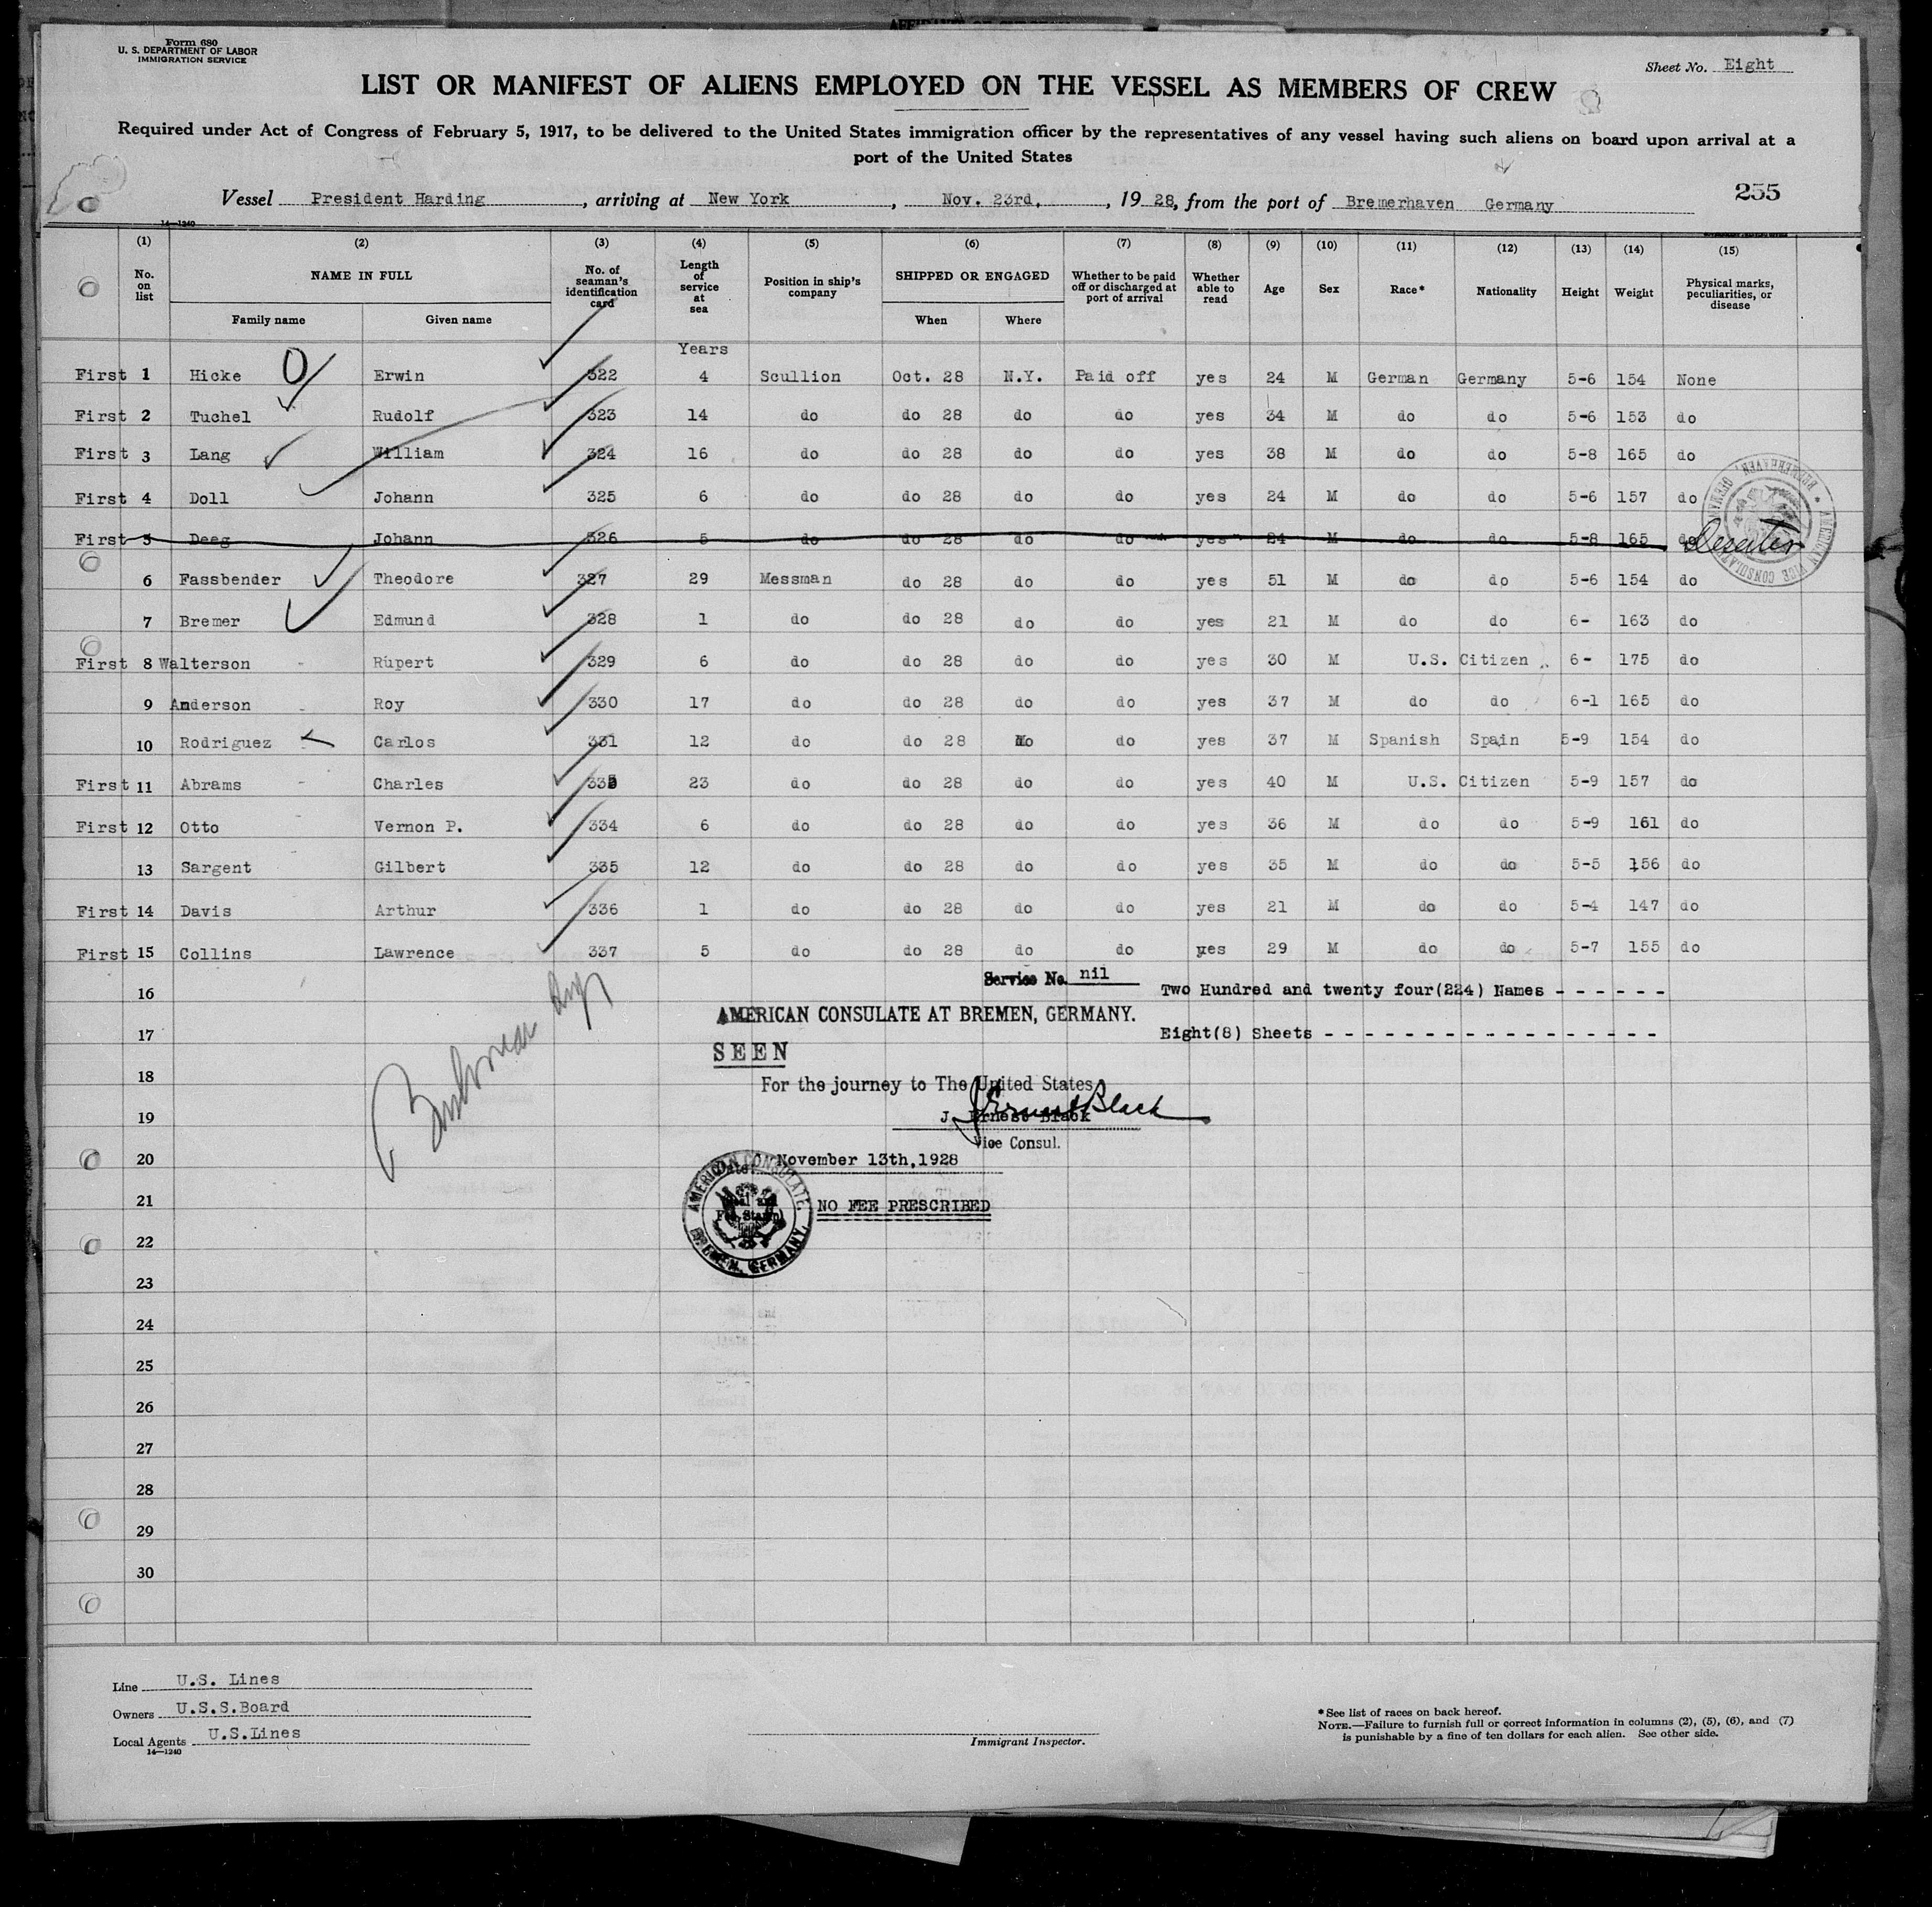 Form 680
U. S. DEPARTMENT OF LABOR
IMMIGRATION SERVICE
Sheet No. Eight
LIST OR MANIFEST OF ALIENS EMPLOYED ON THE VESSEL AS MEMBERS OF CREW
Required under Act of Congress of February 5, 1917, to be delivered to the United States immigration officer by the representatives of any vessel having such aliens on board upon arrival at a
port of the United States
Vessel President Harding, arriving at New York, Nov. 23rd, 1928, from the port of Bremerhaven Germany
255
14—1240
(1) (2) (3) (4) (5) (6) (7) (8) (9) (10) (11) (12) (13) (14) (15)
No. on list NAME IN FULL Family name Given name No. of seaman's identification card Length of service at sea Position in ship's company SHIPPED OR ENGAGED When Where Whether to be paid off or discharged at port of arrival Whether able to read Age Sex Race* Nationality Height Weight Physical marks, peculiarities, or disease
Years
First 1 Hicke O Erwin 322 4 Scullion Oct. 28 N.Y. Paid off yes 24 M German Germany 5-6 154 None
First 2 Tuchel Rudolf 323 14 do do 28 do do yes 34 M do do 5-6 153 do
First 3 Lang William 324 16 do do 28 do do yes 38 M do do 5-8 165 do
First 4 Doll Johann 325 6 do do 28 do do yes 24 M do do 5-6 157 do
First 5 Deeg Johann 326 5 do do 28 do do yes 24 M do do 5-8 165 do Deserter
6 Fassbender Theodore 327 29 Messman do 28 do do yes 51 M do do 5-6 154 do
7 Bremer Edmund 328 1 do do 28 do do yes 21 M do do 6- 163 do
First 8 Walterson Rupert 329 6 do do 28 do do yes 30 M U.S. Citizen 6- 175 do
9 Anderson Roy 330 17 do do 28 do do yes 37 M do do 6-1 165 do
10 Rodriguez Carlos 331 12 do do 28 do do yes 37 M Spanish Spain 5-9 154 do
First 11 Abrams Charles 333 23 do do 28 do do yes 40 M U.S. Citizen 5-9 157 do
First 12 Otto Vernon P. 334 6 do do 28 do do yes 36 M do do 5-9 161 do
13 Sargent Gilbert 335 12 do do 28 do do yes 35 M do do 5-5 156 do
First 14 Davis Arthur 336 1 do do 28 do do yes 21 M do do 5-4 147 do
First 15 Collins Lawrence 337 5 do do 28 do do yes 29 M do do 5-7 155 do
AMERICAN VICE CONSULAR BREMERHAVEN
Service No. nil
16 Two Hundred and twenty four(224) Names - - - - - -
AMERICAN CONSULATE AT BREMEN, GERMANY.
17 Eight(8) Sheets - - - - - - - - - - - - - - - - -
SEEN
18 For the journey to The United States
J Ernest Black
19 J. Ernest Black
Vice Consul.
20 Date November 13th, 1928
21 NO FEE PRESCRIBED
AMERICAN CONSULATE. BREMEN, GERMANY.
Fee Stamp
22
23
24
25
26
27
28
29
30
Line U.S. Lines
Owners U.S.S.Board
Local Agents U.S.Lines
14—1240
Immigrant Inspector.
*See list of races on back hereof.
NOTE.—Failure to furnish full or correct information in columns (2), (5), (6), and (7)
is punishable by a fine of ten dollars for each alien. See other side.